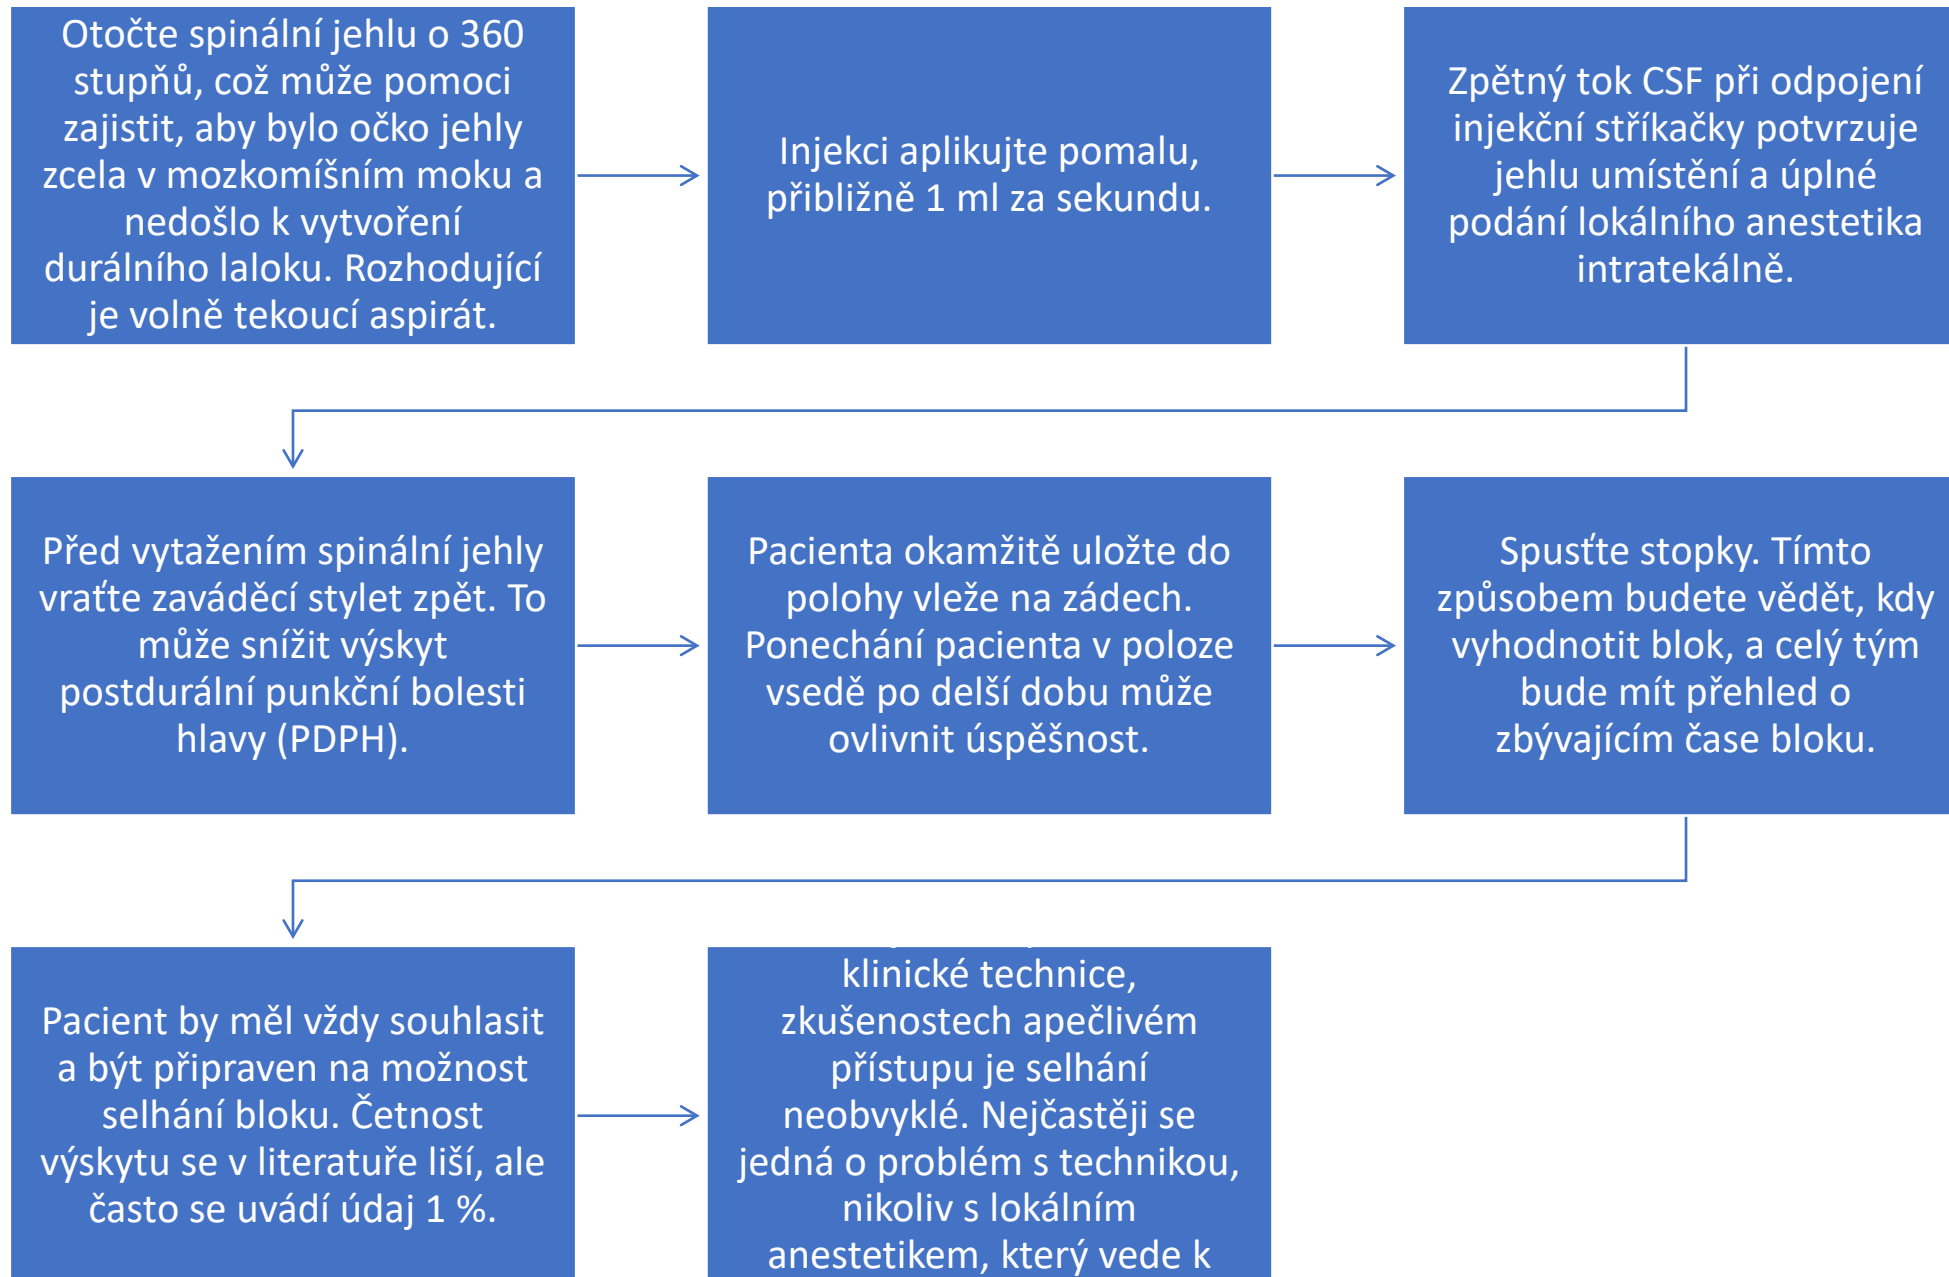 Otočte spinální jehlu o 360
stupňů, což může pomoci
zajistit, aby bylo očko jehly
zcela v mozkomíšním moku a
nedošlo k vytvoření
durálního laloku. Rozhodující
je volně tekoucí aspirát.
Injekci aplikujte pomalu,
přibližně 1 ml za sekundu.
Zpětný tok CSF při odpojení
injekční stříkačky potvrzuje
jehlu umístění a úplné
podání lokálního anestetika
intratekálně.
Před vytažením spinální jehly
vraťte zaváděcí stylet zpět. To
může snížit výskyt
postdurální punkční bolesti
hlavy (PDPH).
Pacienta okamžitě uložte do
polohy vleže na zádech.
Ponechání pacienta v poloze
vsedě po delší dobu může
ovlivnit úspěšnost.
Spusťte stopky. Tímto
způsobem budete vědět, kdy
vyhodnotit blok, a celý tým
bude mít přehled o
zbývajícím čase bloku.
Pacient by měl vždy souhlasit
a být připraven na možnost
selhání bloku. Četnost
výskytu se v literatuře liší, ale
často se uvádí údaj 1 %.
klinické technice,
zkušenostech apečlivém
přístupu je selhání
neobvyklé. Nejčastěji se
jedná o problém s technikou,
nikoliv s lokálním
anestetikem, který vede k